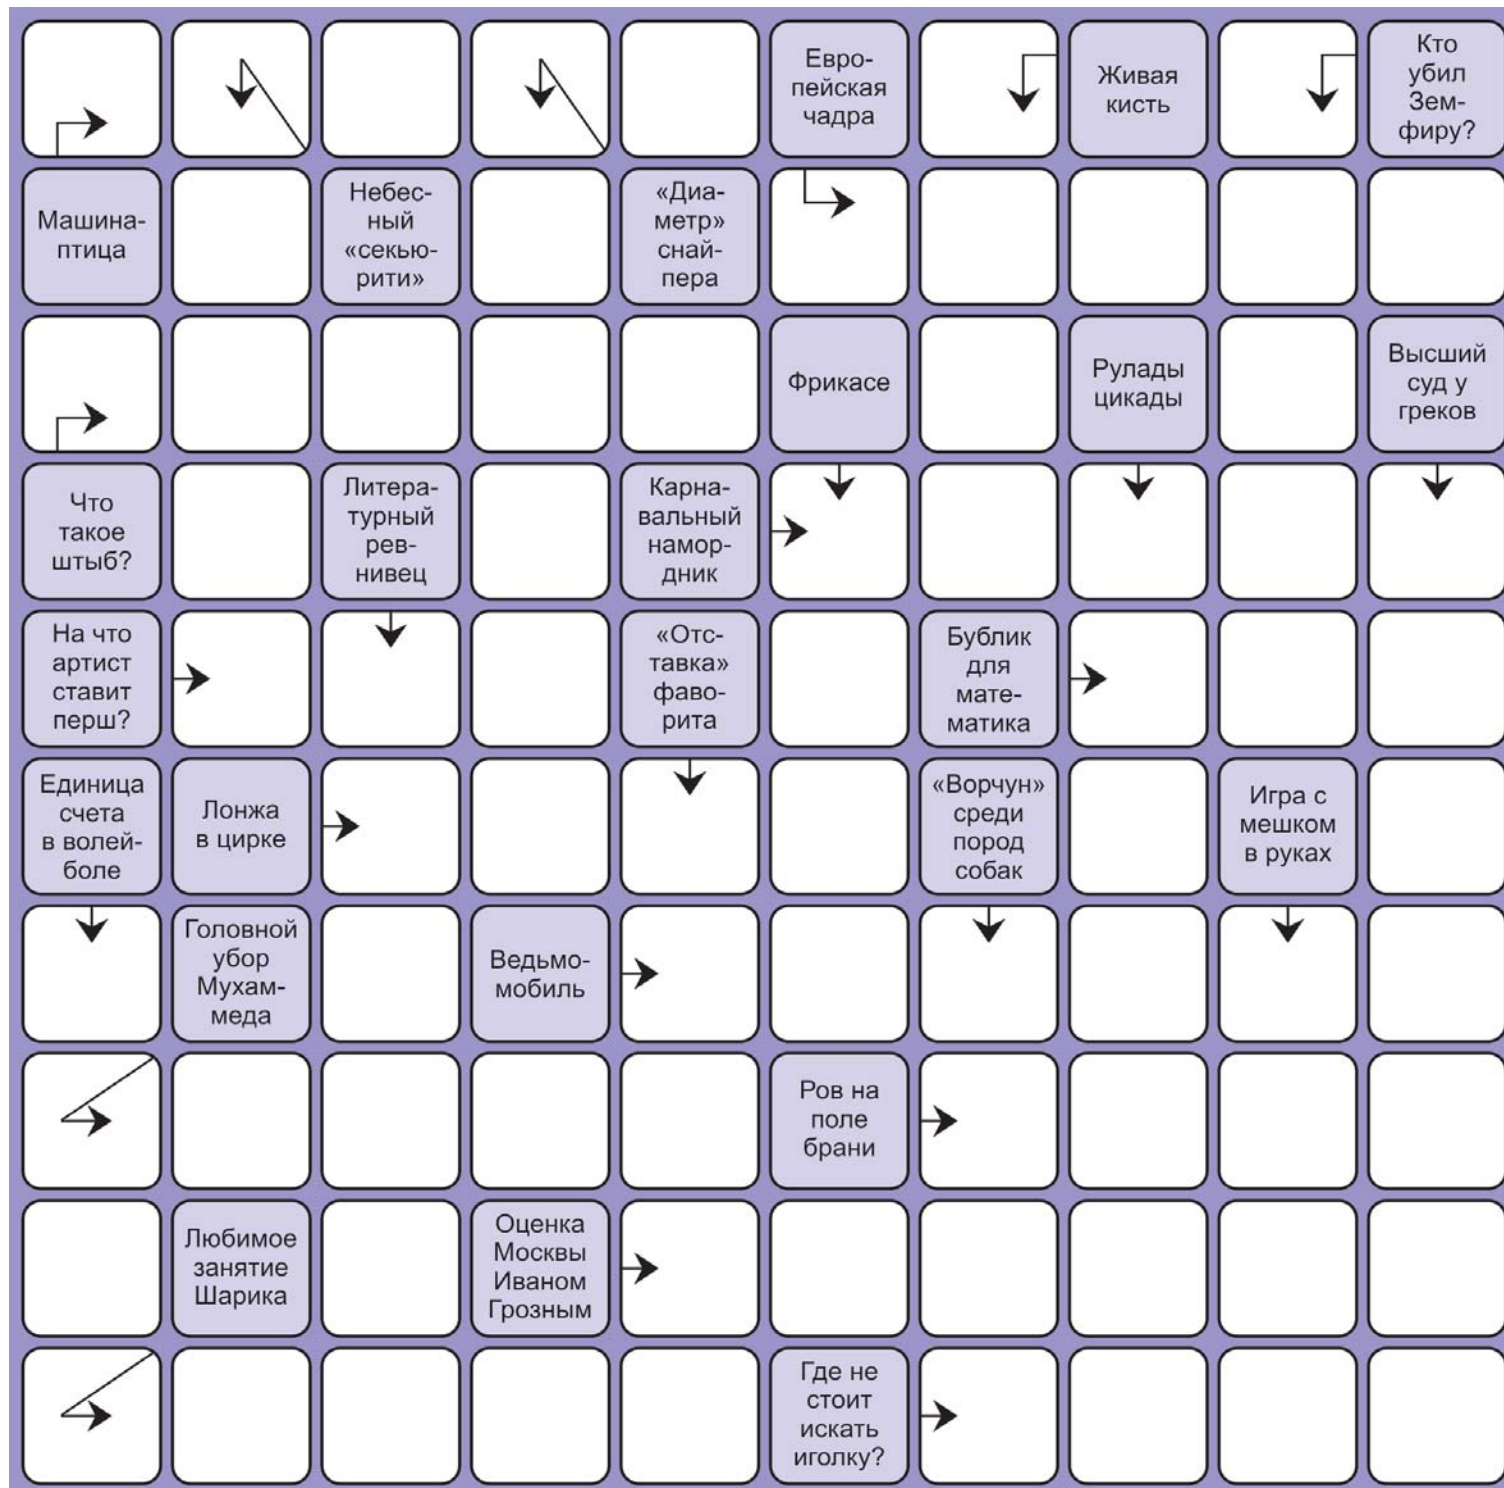 Евро-
пейская
чадра
Живая
кисть
Кто
убил
Зем-
фиру?
Машина-
птица
Небес-
ный
«секью-
рити»
«Диа-
метр»
снай-
пера
Фрикасе
Рулады
цикады
Высший
суд у
греков
Что
такое
штыб?
Литера-
турный
рев-
нивец
Карна-
вальный
намор-
дник
На что
артист
ставит
перш?
«Отс-
тавка»
фаво-
рита
Бублик
для
мате-
матика
Единица
счета
в волей-
боле
Лонжа
в цирке
«Ворчун»
среди
пород
собак
Игра с
мешком
в руках
Головной
убор
Мухам-
меда
Ведьмо-
мобиль
Ров на
поле
брани
Любимое
занятие
Шарика
Оценка
Москвы
Иваном
Грозным
Где не
стоит
искать
иголку?